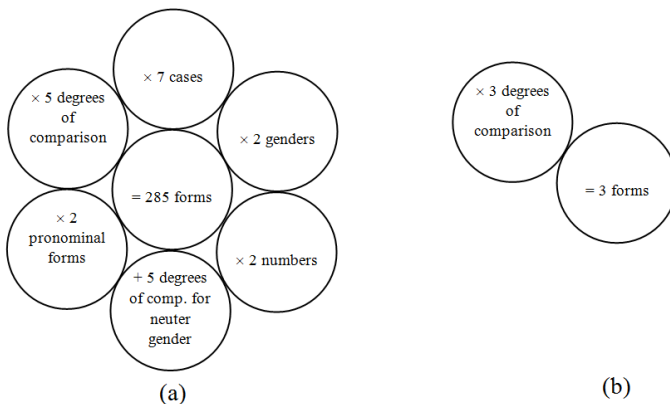 × 7 cases
× 5 degrees
of
comparison
× 2 genders
= 285 forms
× 2
pronominal
forms
× 2 numbers
+ 5 degrees
of comp. for
neuter
gender
(a)
× 3 degrees
of
comparison
= 3 forms
(b)